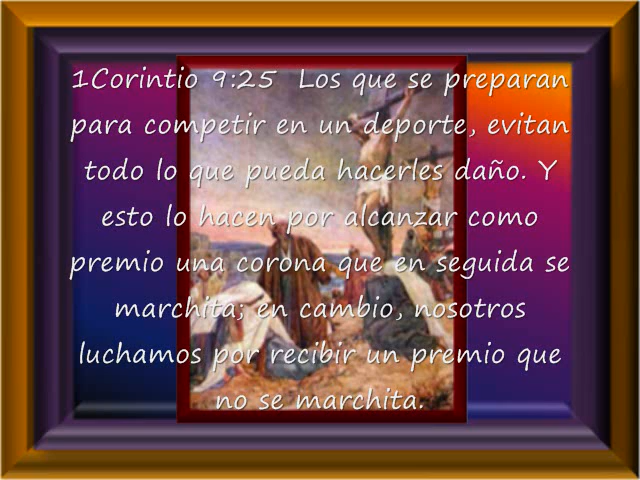 1Corintio 9:25  Los que se preparan
para competir en un deporte, evitan
todo lo que pueda hacerles daño. Y
esto lo hacen por alcanzar como
premio una corona que en seguida se
marchita; en cambio, nosotros
luchamos por recibir un premio que
no se marchita.